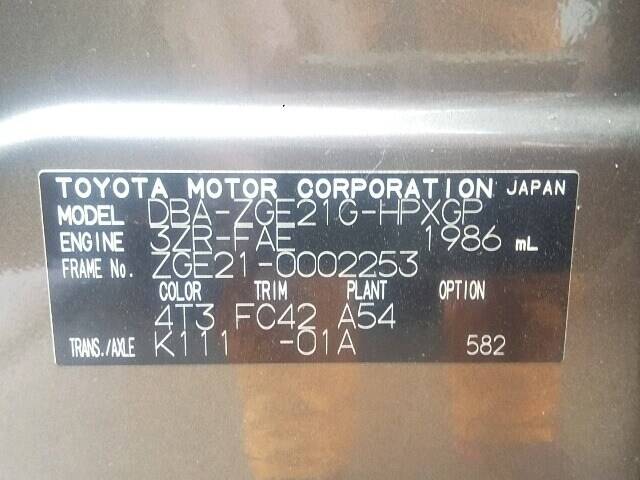 TOYOTA MOTOR CORPORATION JAPAN
MODEL DBA-ZGE21G-HPXGP
ENGINE 3ZR-FAE 1986 mL
FRAME No. ZGE21-0002253
COLOR TRIM PLANT OPTION
4T3 FC42 A54
TRANS./AXLE K111 -01A 582